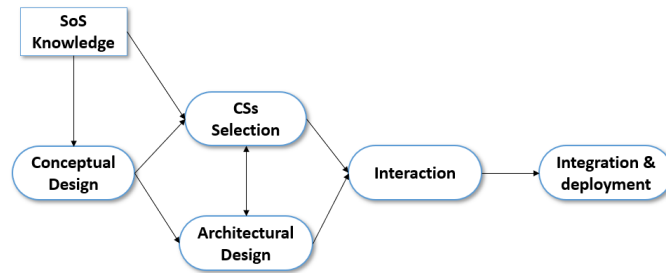 SoS
Knowledge
CSs
Selection
Conceptual
Design
Interaction
Integration &
deployment
Architectural
Design